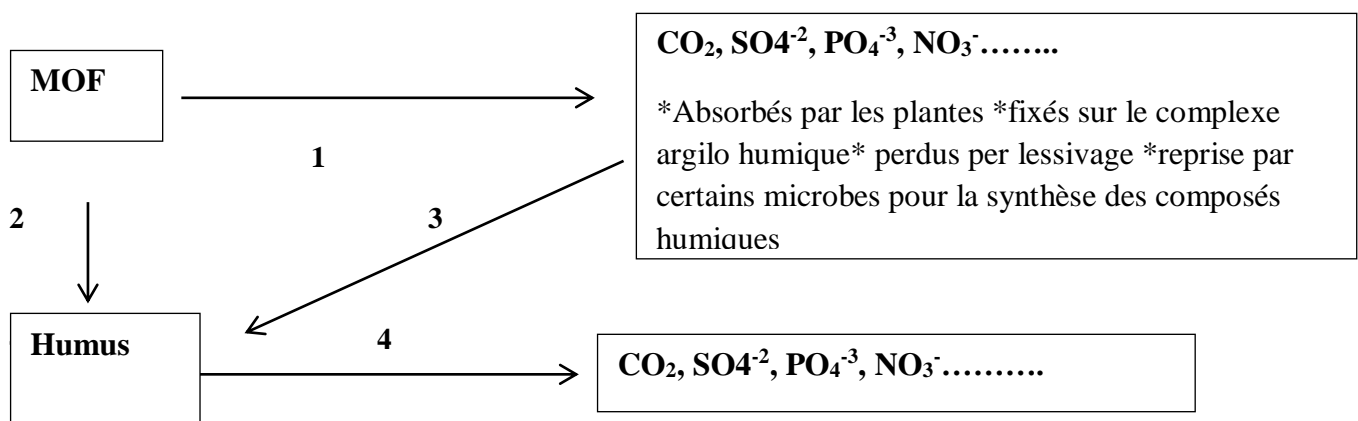 CO₂, SO4⁻², PO₄⁻³, NO₃⁻……..
MOF
*Absorbés par les plantes *fixés sur le complexe
argilo humique* perdus per lessivage *reprise par
certains microbes pour la synthèse des composés
humiques
1
2
3
Humus
4
CO₂, SO4⁻², PO₄⁻³, NO₃⁻……….